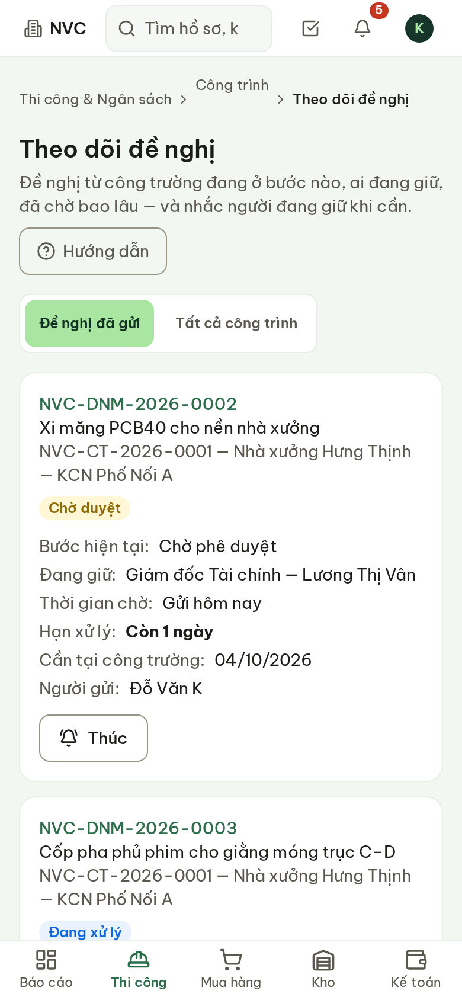 NVC
Tìm hồ sơ, k
5
K
Thi công & Ngân sách
Công trình
Theo dõi đề nghị
Theo dõi đề nghị
Đề nghị từ công trường đang ở bước nào, ai đang giữ,
đã chờ bao lâu — và nhắc người đang giữ khi cần.
Hướng dẫn
Đề nghị đã gửi
Tất cả công trình
NVC-DNM-2026-0002
Xi măng PCB40 cho nền nhà xưởng
NVC-CT-2026-0001 — Nhà xưởng Hưng Thịnh
— KCN Phố Nối A
Chờ duyệt
Bước hiện tại: Chờ phê duyệt
Đang giữ: Giám đốc Tài chính — Lương Thị Vân
Thời gian chờ: Gửi hôm nay
Hạn xử lý: Còn 1 ngày
Cần tại công trường: 04/10/2026
Người gửi: Đỗ Văn K
Thúc
NVC-DNM-2026-0003
Cốp pha phủ phim cho giằng móng trục C-D
NVC-CT-2026-0001 — Nhà xưởng Hưng Thịnh
— KCN Phố Nối A
Đang xử lý
Báo cáo
Thi công
Mua hàng
Kho
Kế toán